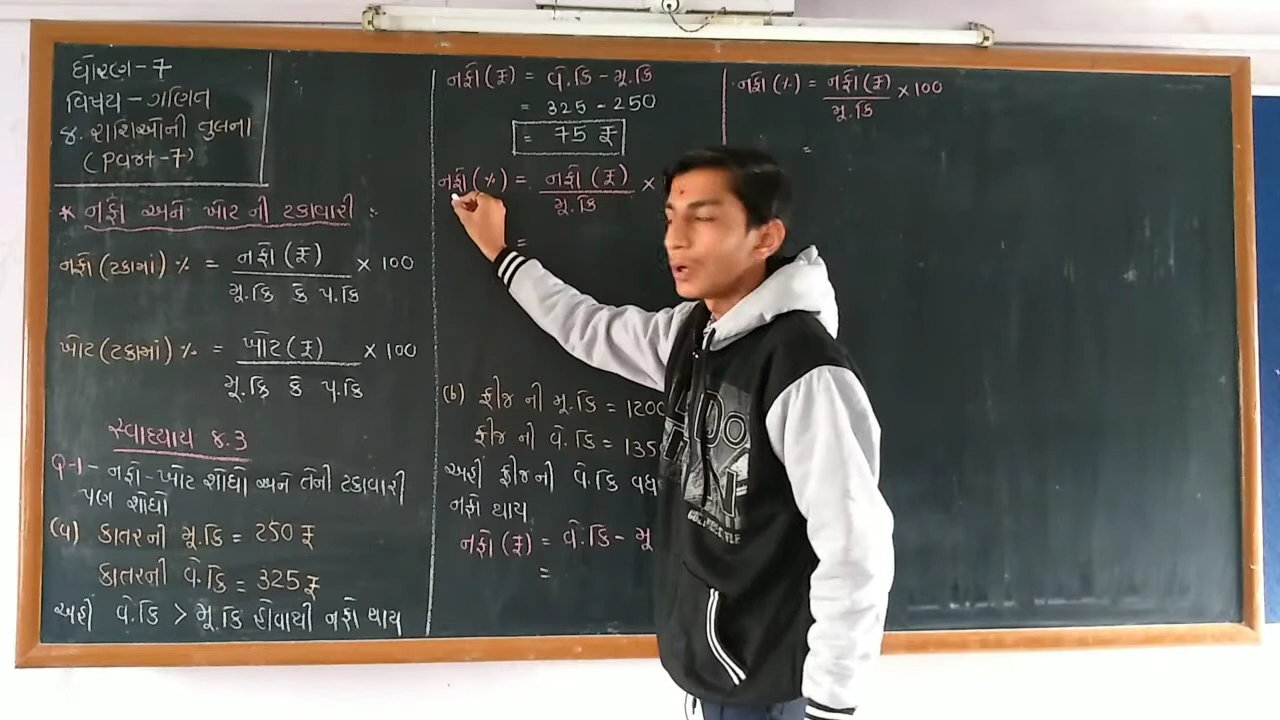 ધોરણ-7
વિષય - ગણિત
૪. રાશિઓની તુલના
(Part-7)
* નફો અને ખોટ ની ટકાવારી :
નફો (ટકામાં) % = નફો (₹) / મૂ.કિ કે પ.કિ × 100
ખોટ (ટકામાં) % = ખોટ (₹) / મૂ.કિ કે પ.કિ × 100
સ્વાધ્યાય ૪.3
Q-1 - નફો-ખોટ શોધો અને તેની ટકાવારી
પણ શોધો
(a) કાતરની મૂ.કિ = 250 ₹
કાતરની વે.કિ = 325 ₹
અહીં વે.કિ > મૂ.કિ હોવાથી નફો થાય
નફો (₹) = વે.કિ - મૂ.કિ
= 325 - 250
= 75 ₹
નફો (%) = નફો (₹) / મૂ.કિ ×
=
(b) ફ્રીજ ની મૂ.કિ = 1200
ફ્રીજ ની વે.કિ = 135
અહીં ફ્રીજની વે.કિ વધ
નફો થાય
નફો (₹) = વે.કિ - મૂ
=
નફો (%) = નફો (₹) / મૂ.કિ × 100
=